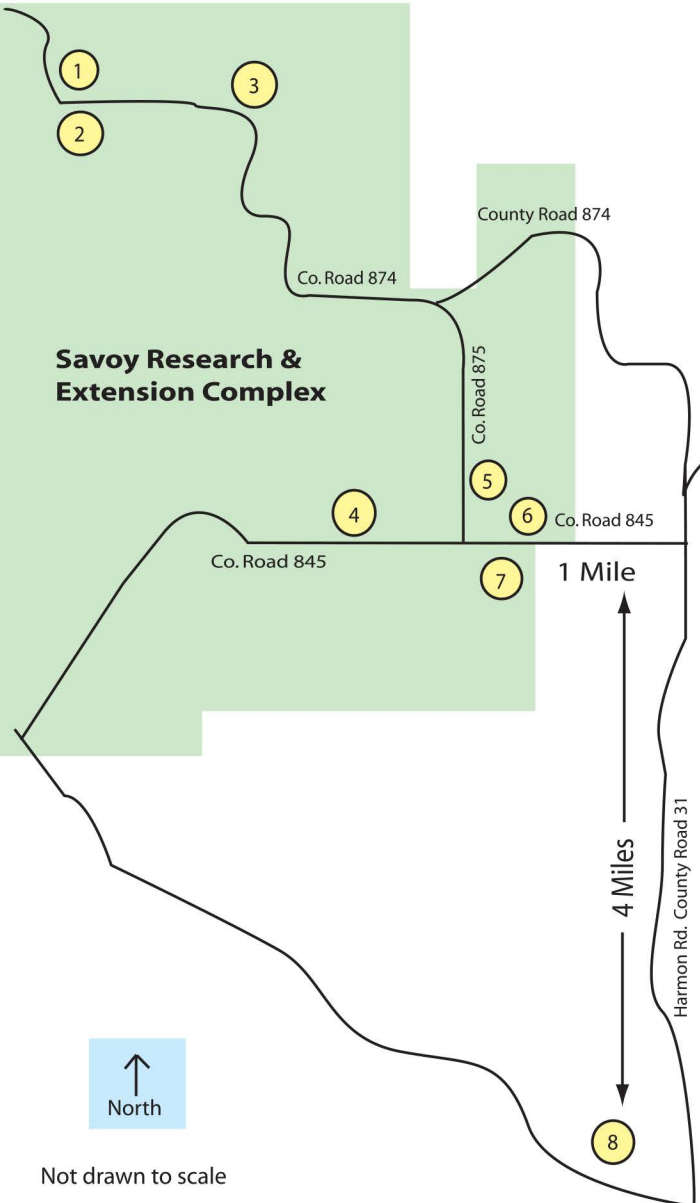 1
3
2
County Road 874
Co. Road 874
Savoy Research &
Extension Complex
Co. Road 875
5
4
6
Co. Road 845
Co. Road 845
7
1 Mile
4 Miles
Harmon Rd. County Road 31
North
8
Not drawn to scale